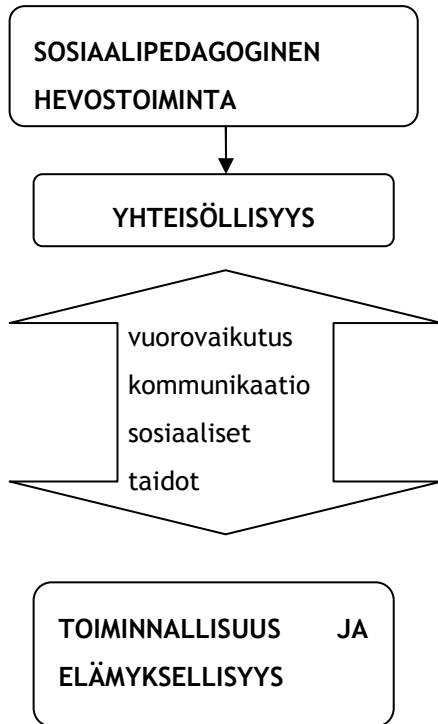 SOSIAALIPEDAGOGINEN
HEVOSTOIMINTA
YHTEISÖLLISYYS
vuorovaikutus
kommunikaatio
sosiaaliset
taidot
TOIMINNALLISUUS JA
ELÄMYKSELLISYYS